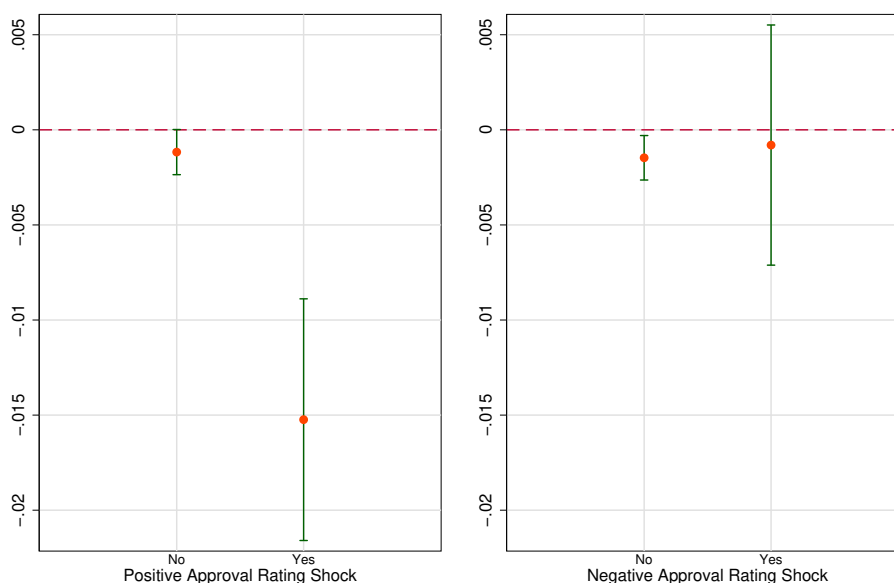 .005
0
-.005
-.01
-.015
-.02
No
Yes
Positive Approval Rating Shock
.005
0
-.005
-.01
-.015
-.02
No
Yes
Negative Approval Rating Shock